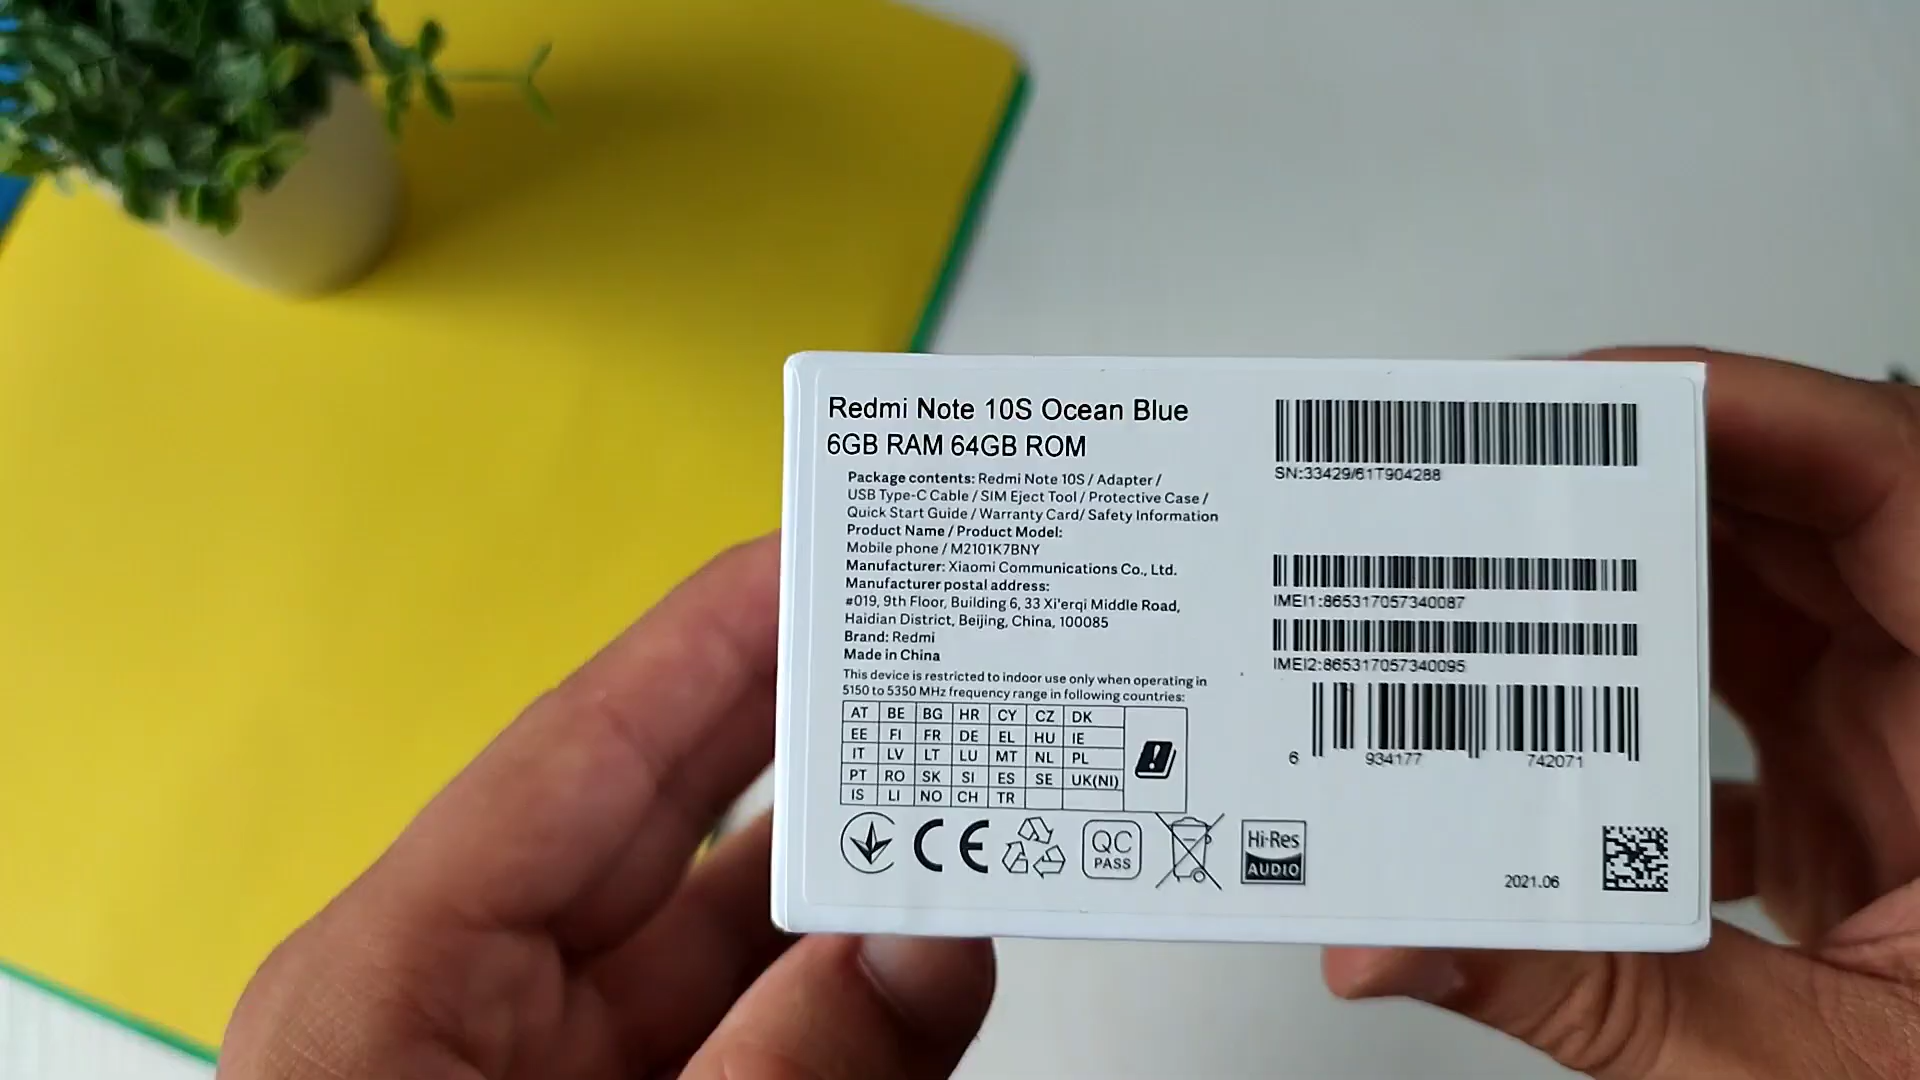 Redmi Note 10S Ocean Blue
6GB RAM 64GB ROM
Package contents: Redmi Note 10S / Adapter /
USB Type-C Cable / SIM Eject Tool / Protective Case /
Quick Start Guide / Warranty Card/ Safety Information
Product Name / Product Model:
Mobile phone / M2101K7BNY
Manufacturer: Xiaomi Communications Co., Ltd.
Manufacturer postal address:
#019, 9th Floor, Building 6, 33 Xi'erqi Middle Road,
Haidian District, Beijing, China, 100085
Brand: Redmi
Made in China
This device is restricted to indoor use only when operating in
5150 to 5350 MHz frequency range in following countries:
AT BE BG HR CY CZ DK
EE FI FR DE EL HU IE
IT LV LT LU MT NL PL
PT RO SK SI ES SE UK(NI)
IS LI NO CH TR
CE
QC
PASS
Hi-Res
AUDIO
SN:33429/61T904288
IMEI1:865317057340087
IMEI2:865317057340095
6 934177 742071
2021.06